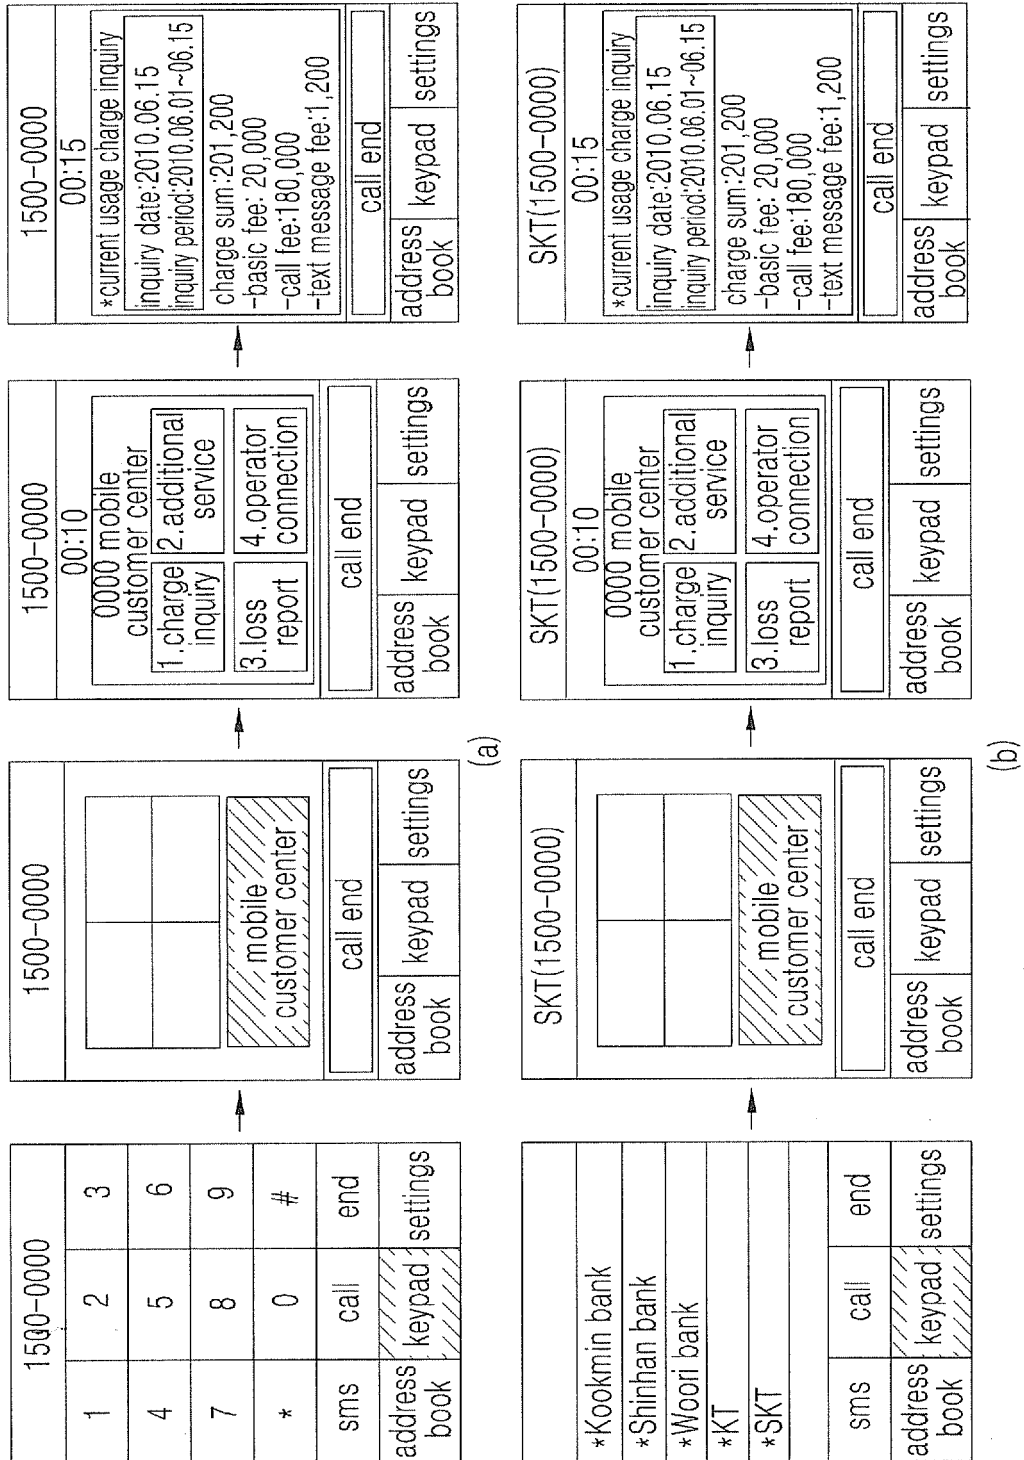 1500-0000
1 2 3
4 5 6
7 8 9
* 0 #
sms call end
address
book
keypad settings
1500-0000
mobile
customer center
call end
address
book
keypad settings
1500-0000
00:10
0000 mobile
customer center
1.charge
inquiry
2.additional
service
3.loss
report
4.operator
connection
call end
address
book
keypad settings
1500-0000
00:15
*current usage charge inquiry
inquiry date:2010.06.15
inquiry period:2010.06.01~06.15
charge sum:201,200
-basic fee: 20,000
-call fee:180,000
-text message fee:1,200
call end
address
book
keypad settings
(a)
*Kookmin bank
*Shinhan bank
*Woori bank
*KT
*SKT
sms call end
address
book
keypad settings
SKT(1500-0000)
mobile
customer center
call end
address
book
keypad settings
SKT(1500-0000)
00:10
0000 mobile
customer center
1.charge
inquiry
2.additional
service
3.loss
report
4.operator
connection
call end
address
book
keypad settings
SKT(1500-0000)
00:15
*current usage charge inquiry
inquiry date:2010.06.15
inquiry period:2010.06.01~06.15
charge sum:201,200
-basic fee: 20,000
-call fee:180,000
-text message fee:1,200
call end
address
book
keypad settings
(b)